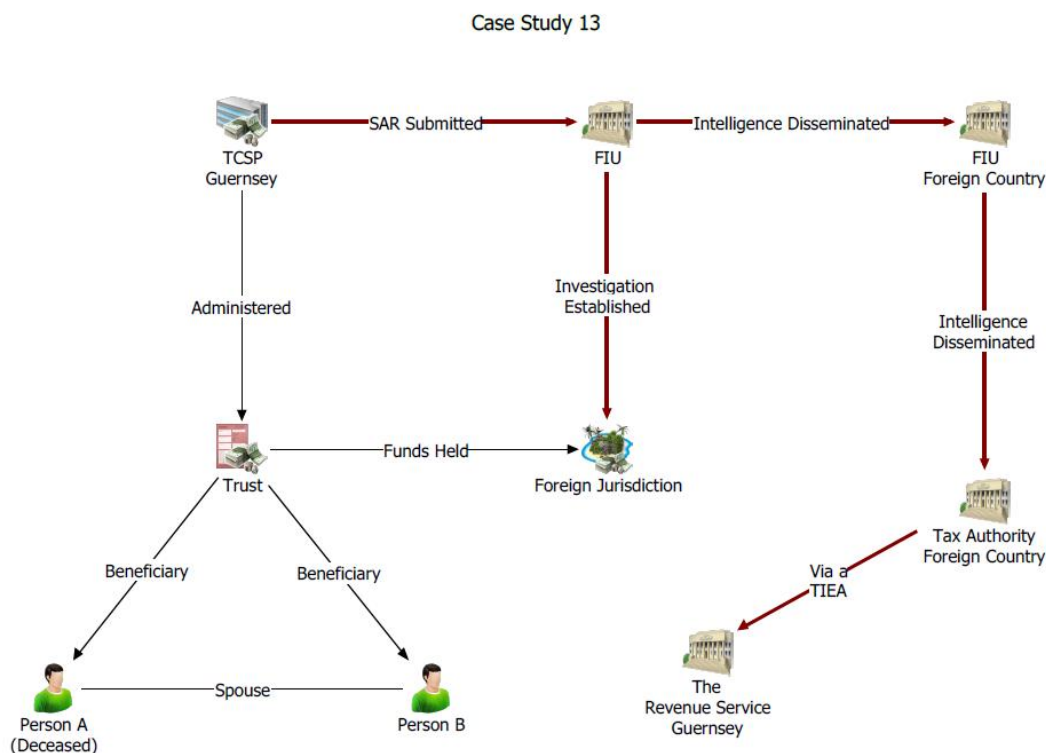 Case Study 13
SAR Submitted
Intelligence Disseminated
TCSP
Guernsey
FIU
FIU
Foreign Country
Administered
Investigation
Established
Intelligence
Disseminated
Trust
Funds Held
Foreign Jurisdiction
Tax Authority
Foreign Country
Beneficiary
Beneficiary
Via a
TIEA
Person A
(Deceased)
Spouse
Person B
The
Revenue Service
Guernsey